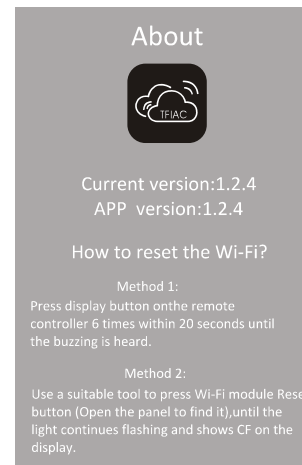 About
TFIAC
Current version:1.2.4
APP version:1.2.4
How to reset the Wi-Fi?
Method 1:
Press display button onthe remote
controller 6 times within 20 seconds until
the buzzing is heard.
Method 2:
Use a suitable tool to press Wi-Fi module Rese
button (Open the panel to find it),until the
light continues flashing and shows CF on the
display.